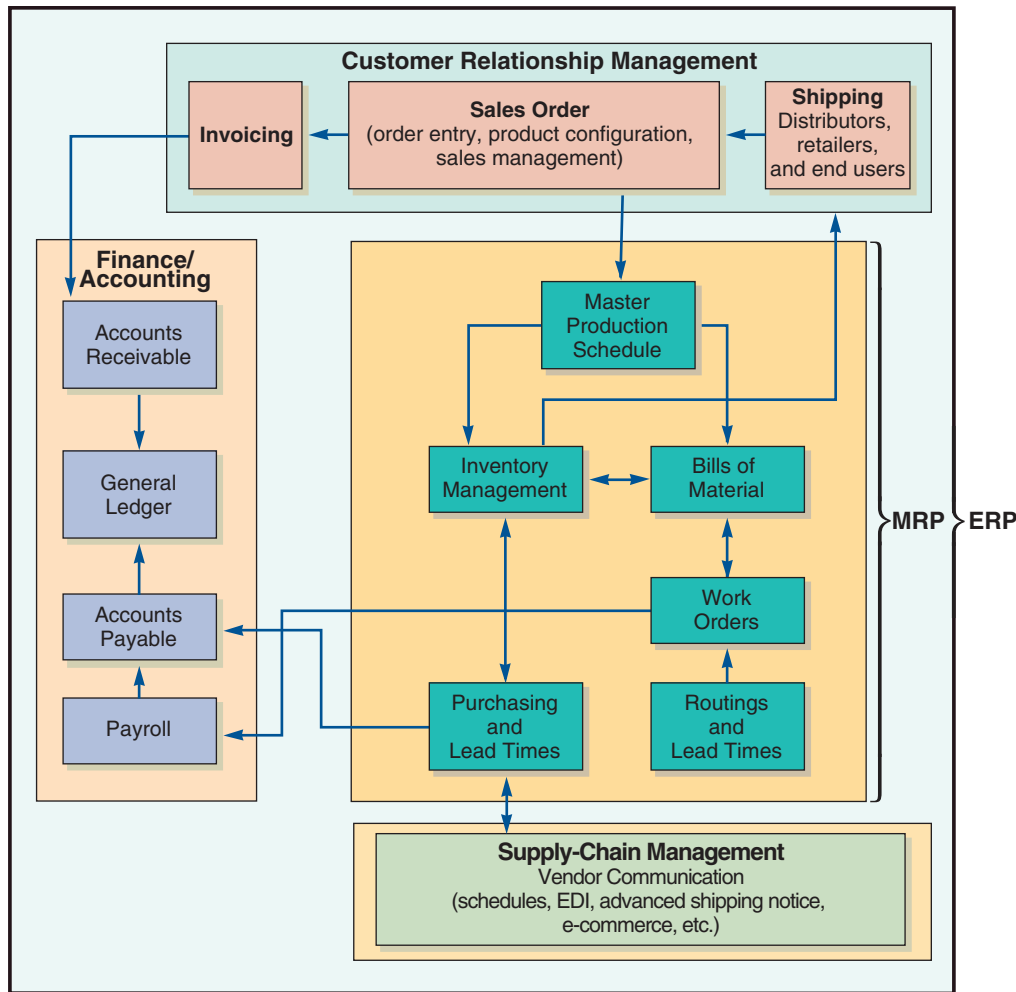 Customer Relationship Management
Invoicing
Sales Order
(order entry, product configuration,
sales management)
Shipping
Distributors,
retailers,
and end users
Finance/
Accounting
Accounts
Receivable
General
Ledger
Accounts
Payable
Payroll
Master
Production
Schedule
Inventory
Management
Bills of
Material
Work
Orders
Purchasing
and
Lead Times
Routings
and
Lead Times
MRP
ERP
Supply-Chain Management
Vendor Communication
(schedules, EDI, advanced shipping notice,
e-commerce, etc.)